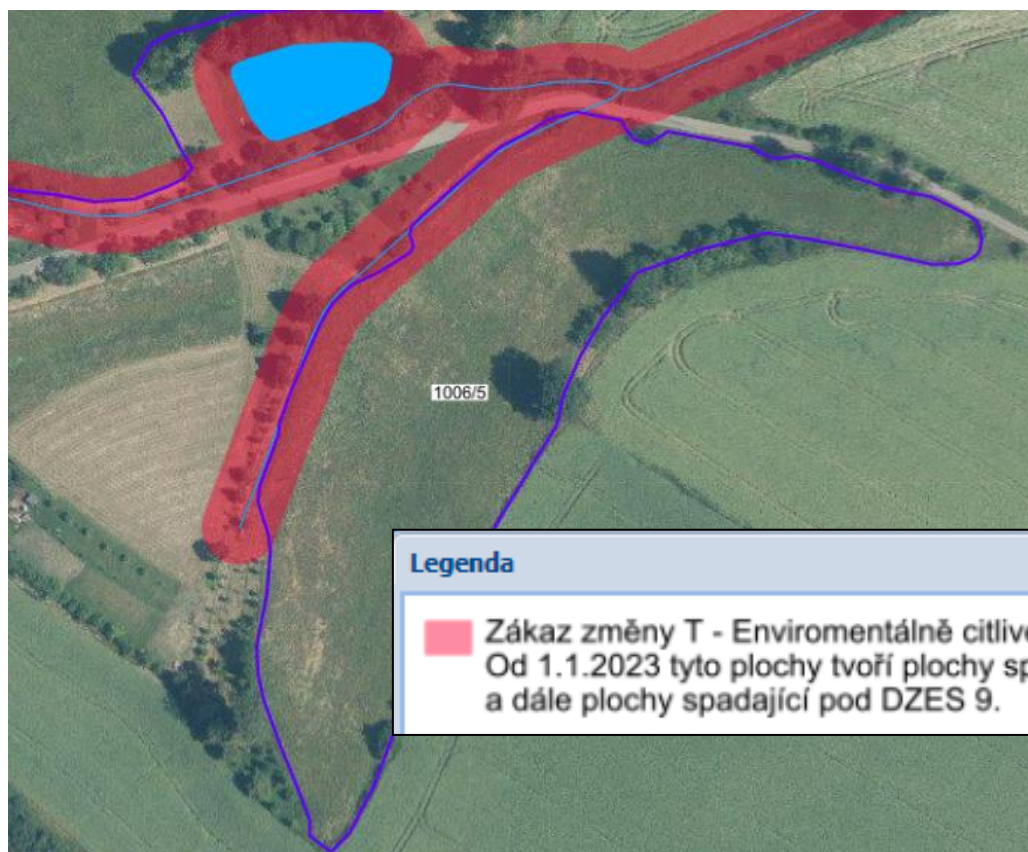 1006/5
Legenda
Zákaz změny T - Enviromentálně citlivé
Od 1.1.2023 tyto plochy tvoří plochy sp
a dále plochy spadající pod DZES 9.